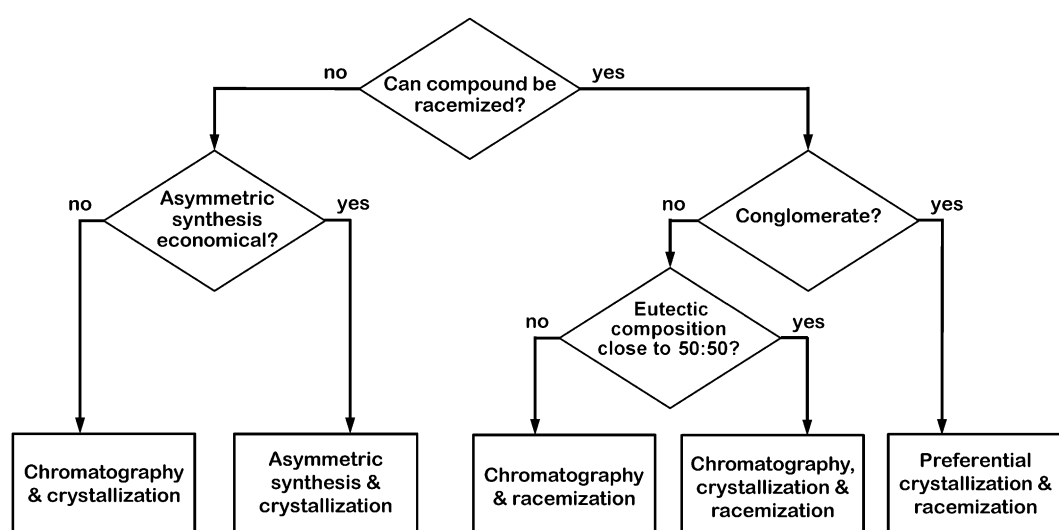 no
Can compound be
racemized?
yes
no
Asymmetric
synthesis
economical?
yes
no
Conglomerate?
yes
no
Eutectic
composition
close to 50:50?
yes
Chromatography
& crystallization
Asymmetric
synthesis &
crystallization
Chromatography
& racemization
Chromatography,
crystallization &
racemization
Preferential
crystallization &
racemization